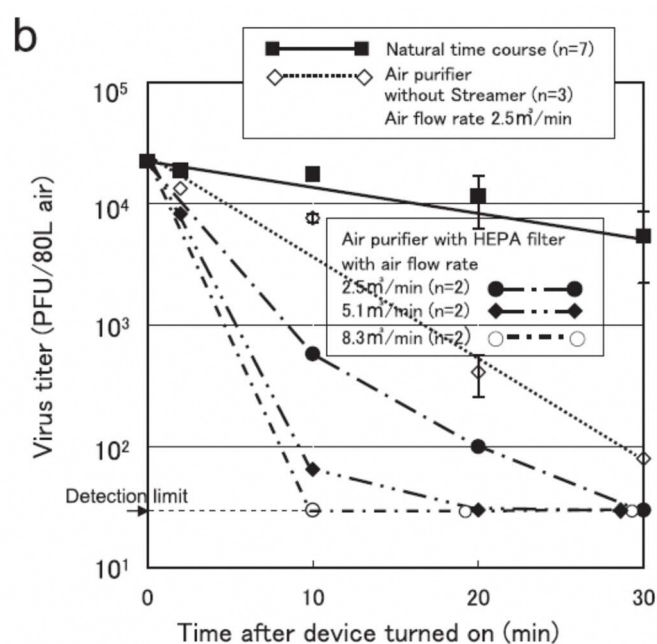 b
Natural time course (n=7)
Air purifier
without Streamer (n=3)
Air flow rate 2.5㎥/min
10⁵
10⁴
10³
10²
10¹
Virus titer (PFU/80L air)
Air purifier with HEPA filter
with air flow rate
2.5㎥/min (n=2)
5.1㎥/min (n=2)
8.3㎥/min (n=2)
Detection limit
0 10 20 30
Time after device turned on (min)